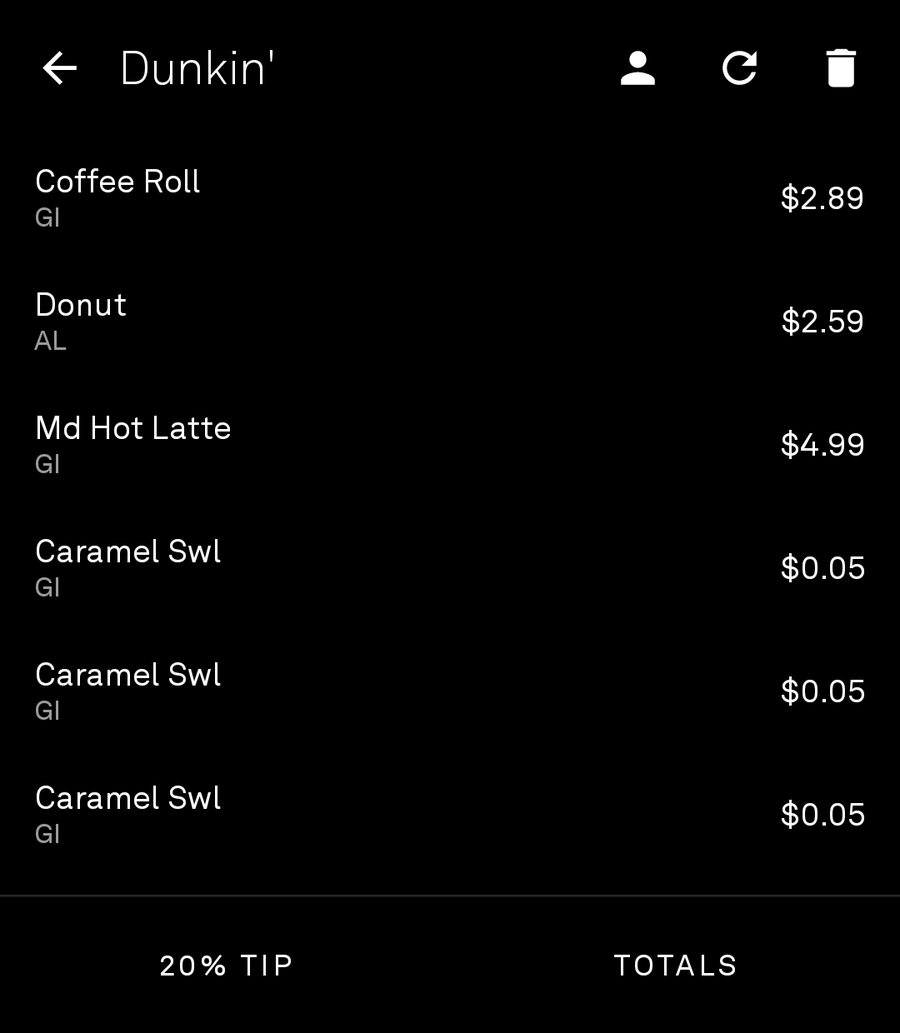 Dunkin'
Coffee Roll
GI
$2.89
Donut
AL
$2.59
Md Hot Latte
GI
$4.99
Caramel Swl
GI
$0.05
Caramel Swl
GI
$0.05
Caramel Swl
GI
$0.05
20% TIP
TOTALS